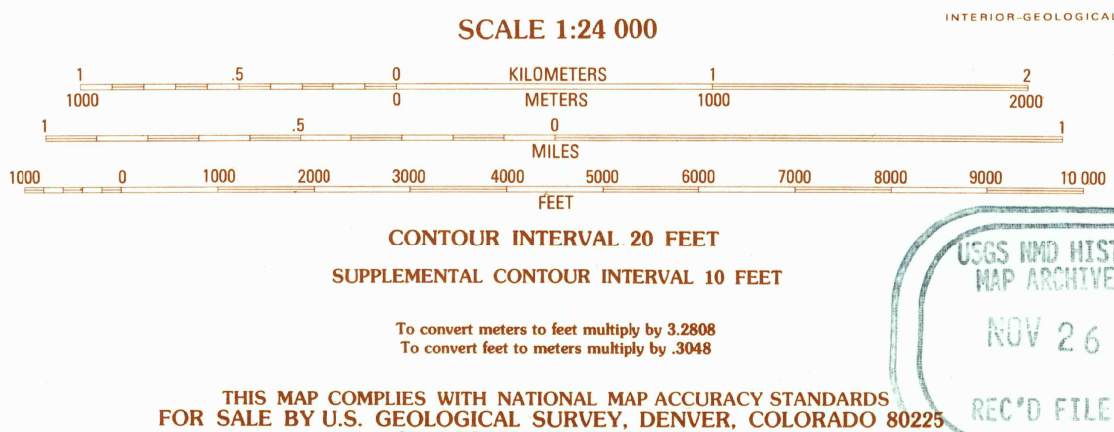 INTERIOR-GEOLOGICAL
SCALE 1:24 000
1 .5 0 KILOMETERS 1 2
1000 0 METERS 1000 2000
1 .5 0 1
MILES
1000 0 1000 2000 3000 4000 5000 6000 7000 8000 9000 10 000
FEET
CONTOUR INTERVAL 20 FEET
SUPPLEMENTAL CONTOUR INTERVAL 10 FEET
To convert meters to feet multiply by 3.2808
To convert feet to meters multiply by .3048
THIS MAP COMPLIES WITH NATIONAL MAP ACCURACY STANDARDS
FOR SALE BY U.S. GEOLOGICAL SURVEY, DENVER, COLORADO 80225
USGS NMD HIST
MAP ARCHIVE
NOV 26
REC'D FILE